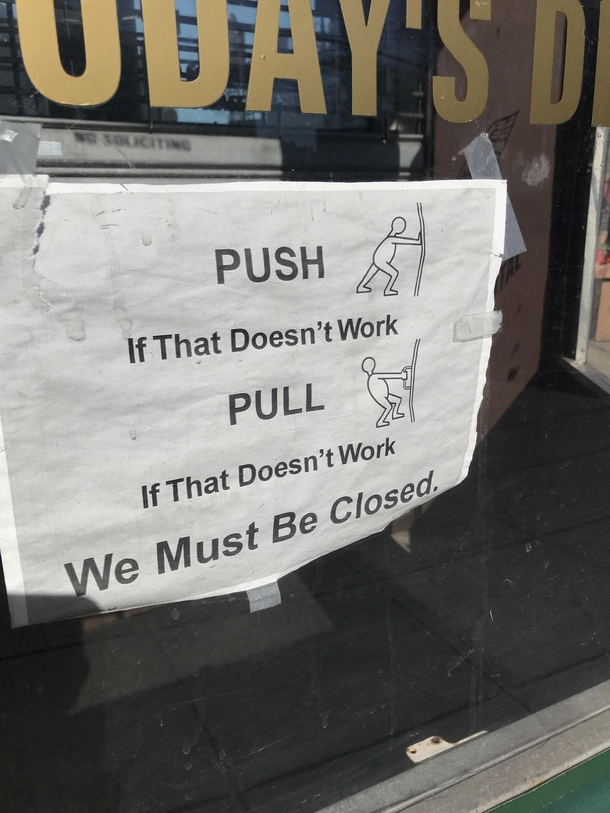 ODAY'S D
NO SOLICITING
PUSH
If That Doesn't Work
PULL
If That Doesn't Work
We Must Be Closed.